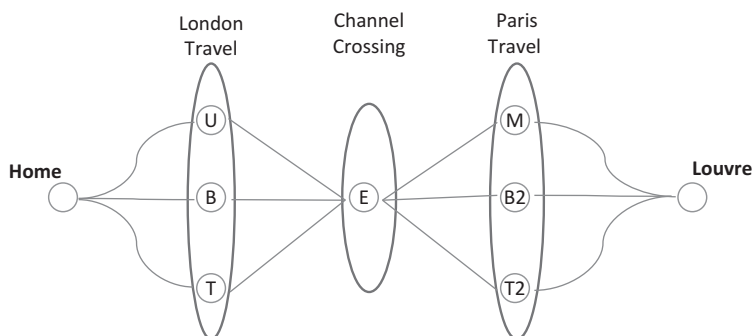 London
Travel
Channel
Crossing
Paris
Travel
Home
Louvre
U
B
T
E
M
B2
T2